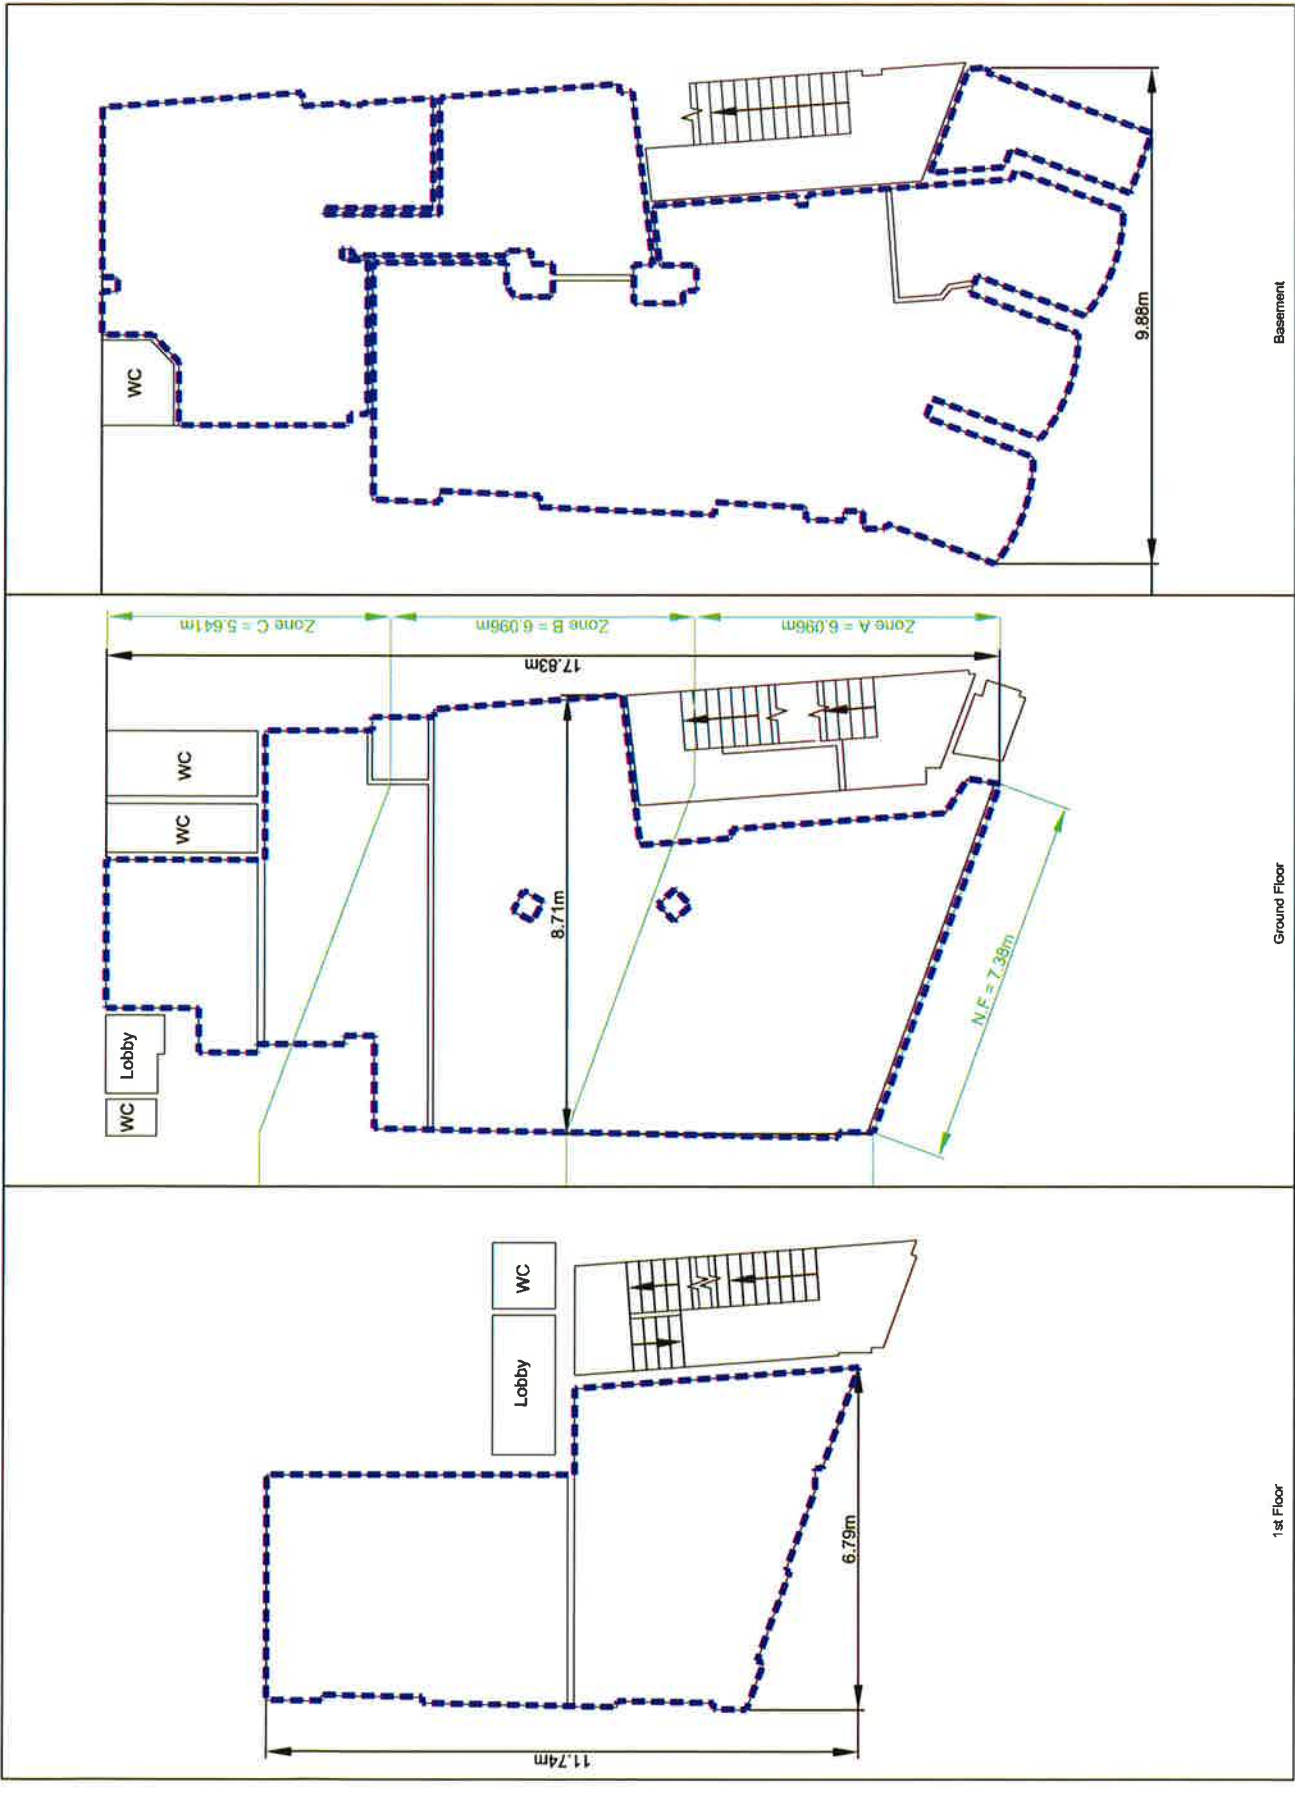 WC
9.88m
Basement
Zone C = 5.641m
Zone B = 6.096m
Zone A = 6.096m
17.83m
WC
WC
8.71m
Lobby
WC
N.F. = 7.38m
Ground Floor
WC
Lobby
6.79m
11.74m
1st Floor